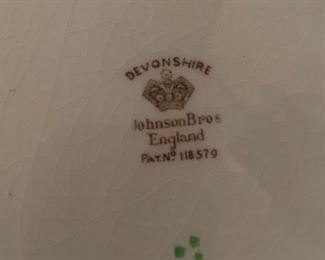 DEVONSHIRE
Johnson Bros
England
PAT. No 118579